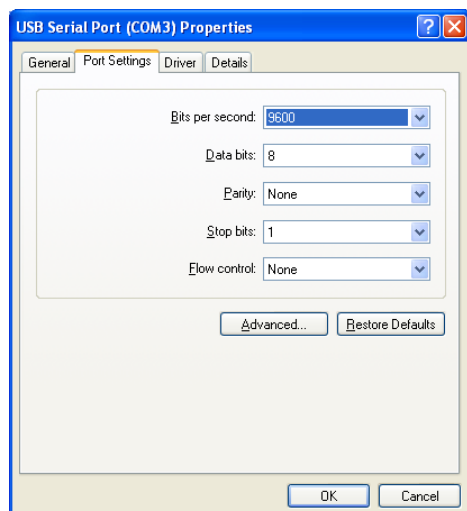 USB Serial Port (COM3) Properties
General Port Settings Driver Details
Bits per second: 9600
Data bits: 8
Parity: None
Stop bits: 1
Flow control: None
Advanced... Restore Defaults
OK Cancel